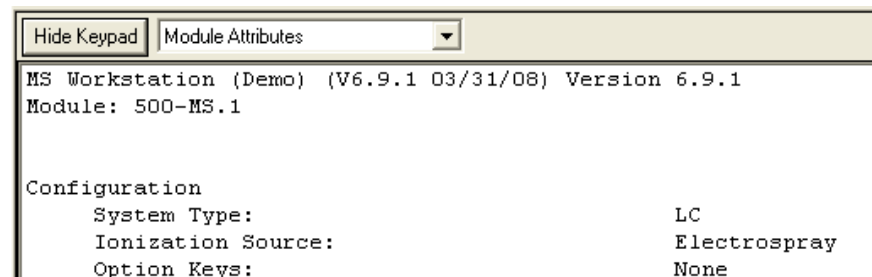 Hide Keypad Module Attributes
MS Workstation (Demo) (V6.9.1 03/31/08) Version 6.9.1
Module: 500-MS.1
Configuration
System Type: LC
Ionization Source: Electrospray
Option Keys: None